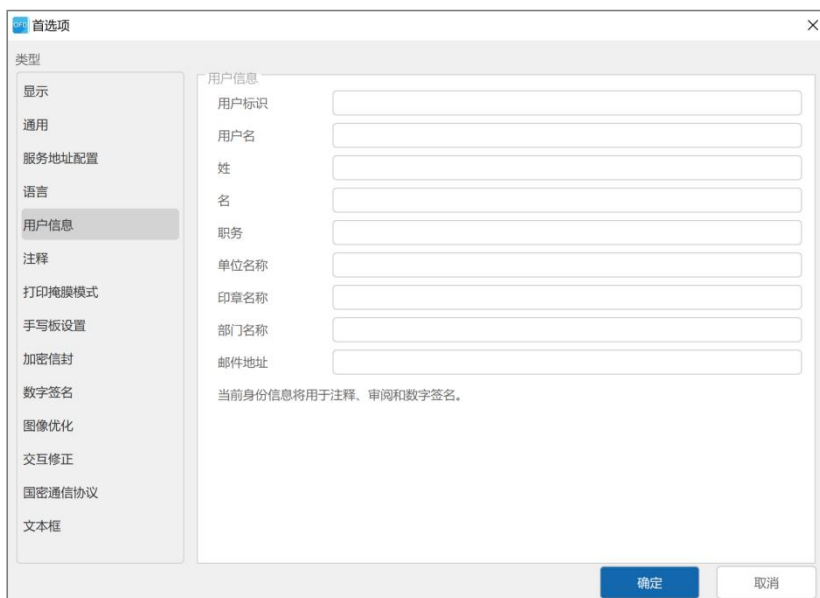 OFD 首选项
类型
显示
通用
服务地址配置
语言
用户信息
注释
打印掩膜模式
手写板设置
加密信封
数字签名
图像优化
交互修正
国密通信协议
文本框
用户信息
用户标识
用户名
姓
名
职务
单位名称
印章名称
部门名称
邮件地址
当前身份信息将用于注释、审阅和数字签名。
确定
取消